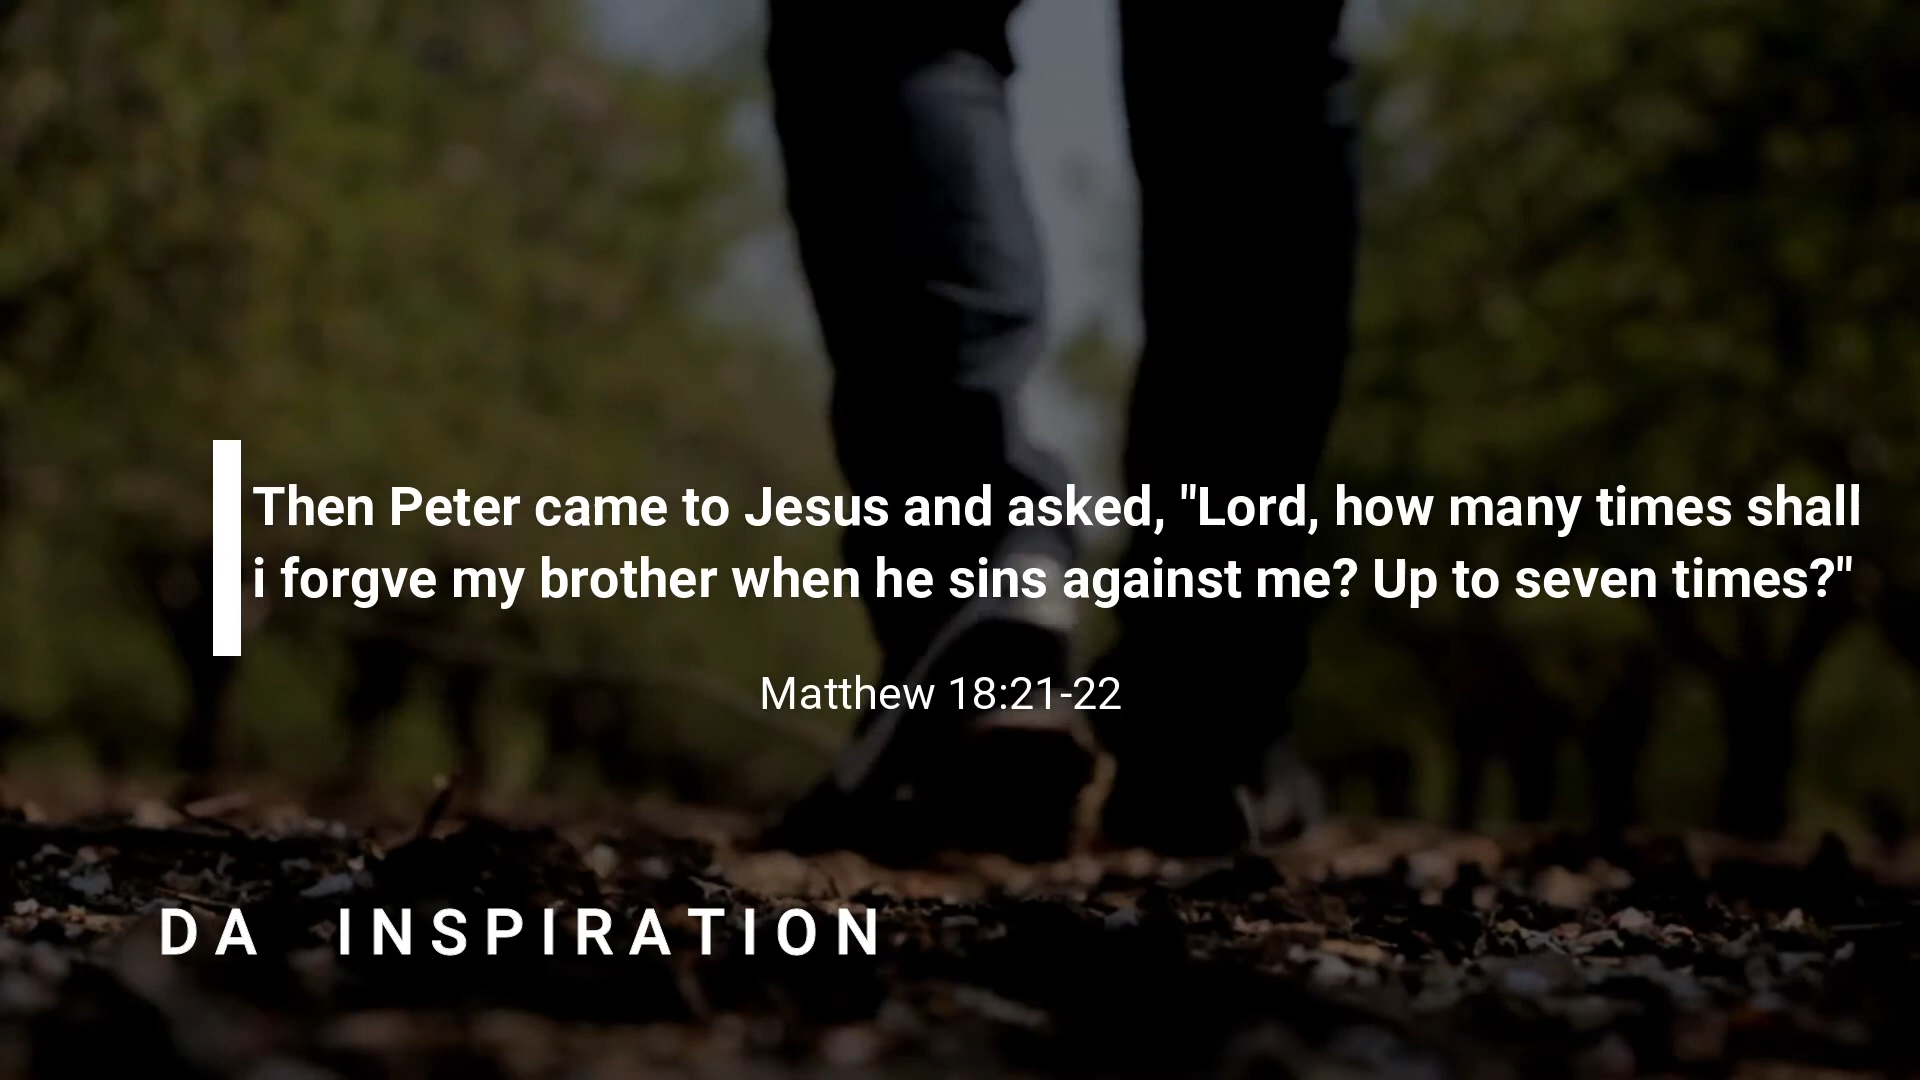 Then Peter came to Jesus and asked, "Lord, how many times shall
i forgve my brother when he sins against me? Up to seven times?"
Matthew 18:21-22
DA INSPIRATION